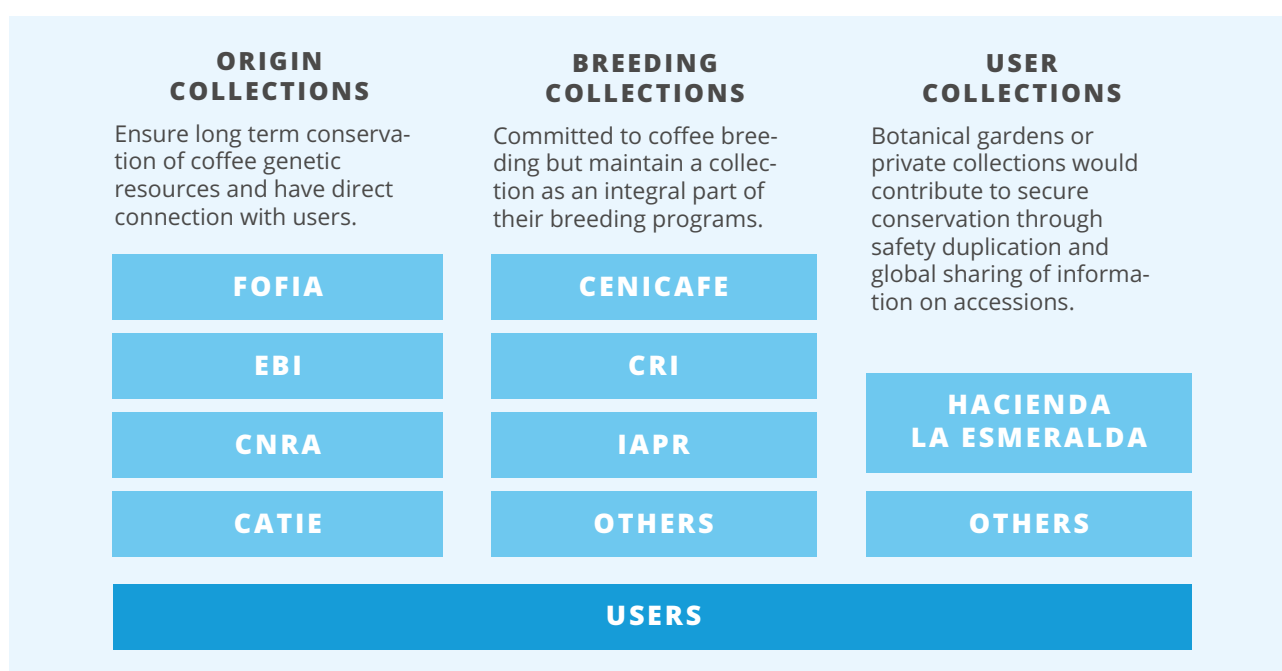 ORIGIN
COLLECTIONS
Ensure long term conserva-
tion of coffee genetic
resources and have direct
connection with users.
FOFIA
EBI
CNRA
CATIE
BREEDING
COLLECTIONS
Committed to coffee bree-
ding but maintain a collec-
tion as an integral part of
their breeding programs.
CENICAFE
CRI
IAPR
OTHERS
USER
COLLECTIONS
Botanical gardens or
private collections would
contribute to secure
conservation through
safety duplication and
global sharing of informa-
tion on accessions.
HACIENDA
LA ESMERALDA
OTHERS
USERS